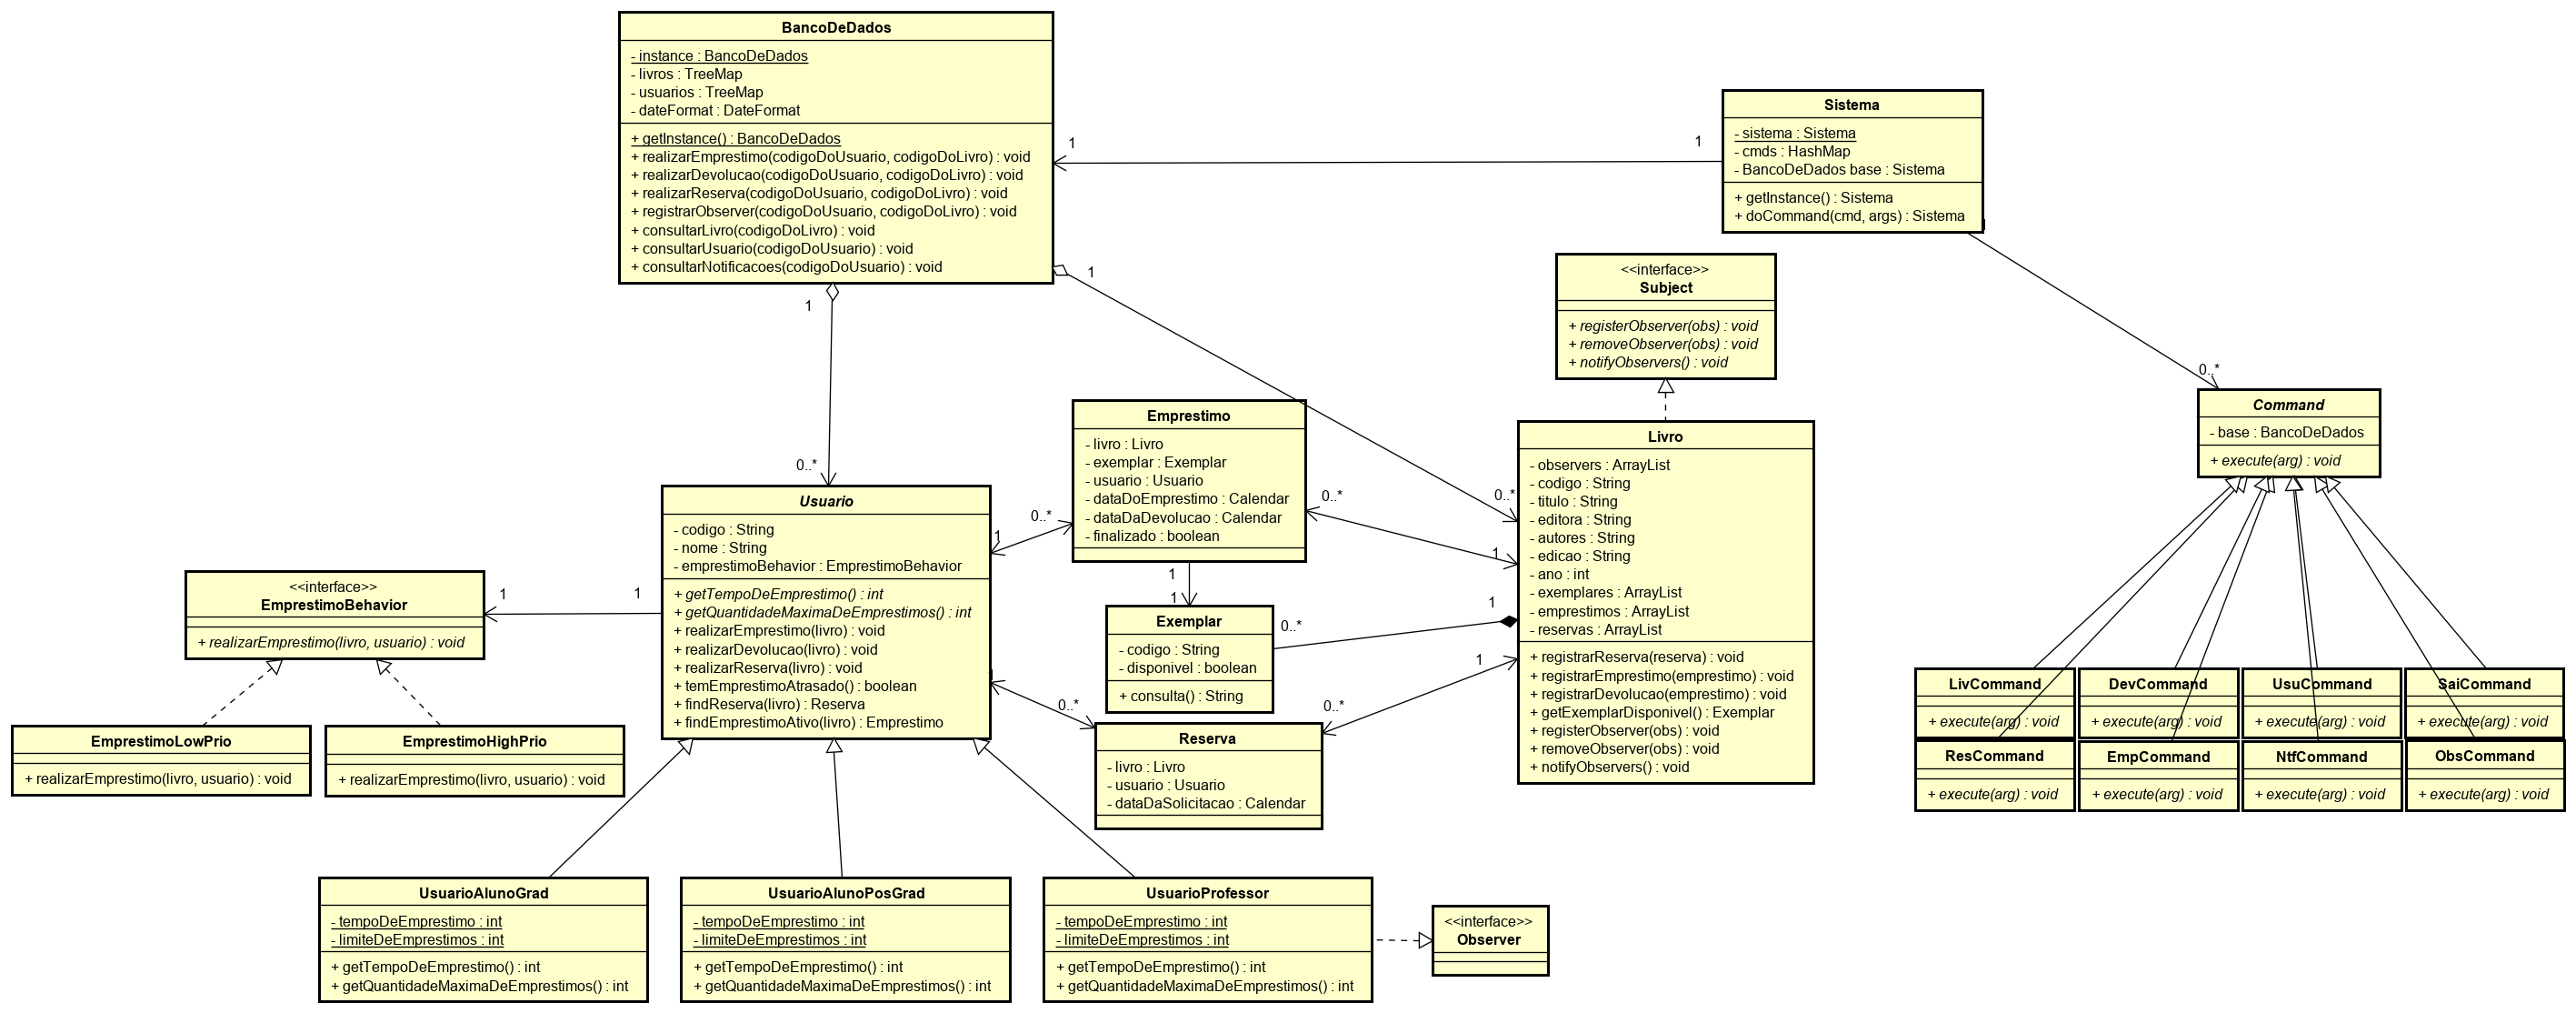 BancoDeDados
- instance : BancoDeDados
- livros : TreeMap
- usuarios : TreeMap
- dateFormat : DateFormat
+ getInstance() : BancoDeDados
+ realizarEmprestimo(codigoDoUsuario, codigoDoLivro) : void
+ realizarDevolucao(codigoDoUsuario, codigoDoLivro) : void
+ realizarReserva(codigoDoUsuario, codigoDoLivro) : void
+ registrarObserver(codigoDoUsuario, codigoDoLivro) : void
+ consultarLivro(codigoDoLivro) : void
+ consultarUsuario(codigoDoUsuario) : void
+ consultarNotificacoes(codigoDoUsuario) : void
1
1
Sistema
- sistema : Sistema
- cmds : HashMap
- BancoDeDados base : Sistema
+ getInstance() : Sistema
+ doCommand(cmd, args) : Sistema
1
0..*
1
0..*
1
0..*
<<interface>>
Subject
+ registerObserver(obs) : void
+ removeObserver(obs) : void
+ notifyObservers() : void
Command
- base : BancoDeDados
+ execute(arg) : void
Emprestimo
- livro : Livro
- exemplar : Exemplar
- usuario : Usuario
- dataDoEmprestimo : Calendar
- dataDaDevolucao : Calendar
- finalizado : boolean
Livro
- observers : ArrayList
- codigo : String
- titulo : String
- editora : String
- autores : String
- edicao : String
- ano : int
- exemplares : ArrayList
- emprestimos : ArrayList
- reservas : ArrayList
+ registrarReserva(reserva) : void
+ registrarEmprestimo(emprestimo) : void
+ registrarDevolucao(emprestimo) : void
+ getExemplarDisponivel() : Exemplar
+ registerObserver(obs) : void
+ removeObserver(obs) : void
+ notifyObservers() : void
Usuario
- codigo : String
- nome : String
- emprestimoBehavior : EmprestimoBehavior
+ getTempoDeEmprestimo() : int
+ getQuantidadeMaximaDeEmprestimos() : int
+ realizarEmprestimo(livro) : void
+ realizarDevolucao(livro) : void
+ realizarReserva(livro) : void
+ temEmprestimoAtrasado() : boolean
+ findReserva(livro) : Reserva
+ findEmprestimoAtivo(livro) : Emprestimo
1
0..*
0..*
1
1
1
1
0..*
1
0..*
0..*
1
1
1
<<interface>>
EmprestimoBehavior
+ realizarEmprestimo(livro, usuario) : void
Exemplar
- codigo : String
- disponivel : boolean
+ consulta() : String
Reserva
- livro : Livro
- usuario : Usuario
- dataDaSolicitacao : Calendar
EmprestimoLowPrio
+ realizarEmprestimo(livro, usuario) : void
EmprestimoHighPrio
+ realizarEmprestimo(livro, usuario) : void
LivCommand
+ execute(arg) : void
DevCommand
+ execute(arg) : void
UsuCommand
+ execute(arg) : void
SaiCommand
+ execute(arg) : void
ResCommand
+ execute(arg) : void
EmpCommand
+ execute(arg) : void
NtfCommand
+ execute(arg) : void
ObsCommand
+ execute(arg) : void
UsuarioAlunoGrad
- tempoDeEmprestimo : int
- limiteDeEmprestimos : int
+ getTempoDeEmprestimo() : int
+ getQuantidadeMaximaDeEmprestimos() : int
UsuarioAlunoPosGrad
- tempoDeEmprestimo : int
- limiteDeEmprestimos : int
+ getTempoDeEmprestimo() : int
+ getQuantidadeMaximaDeEmprestimos() : int
UsuarioProfessor
- tempoDeEmprestimo : int
- limiteDeEmprestimos : int
+ getTempoDeEmprestimo() : int
+ getQuantidadeMaximaDeEmprestimos() : int
<<interface>>
Observer